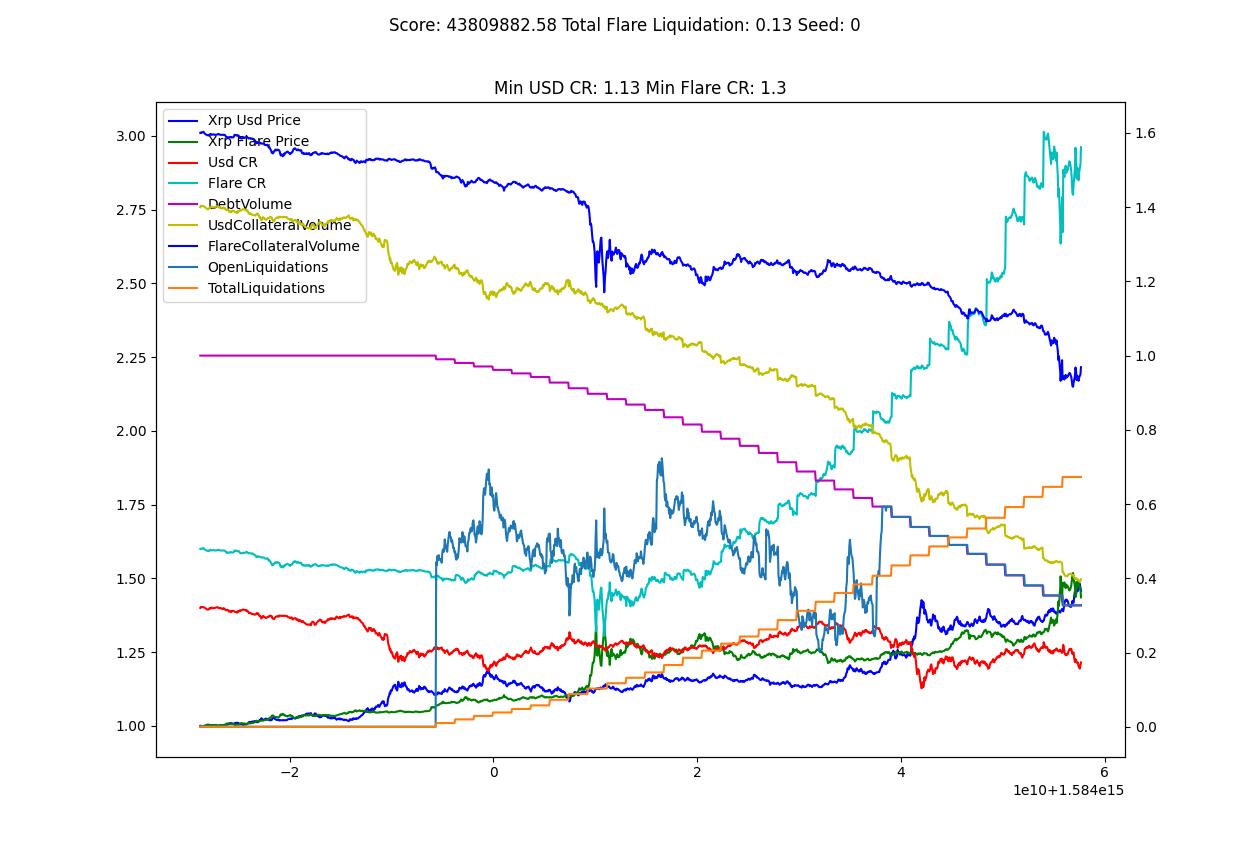 Score: 43809882.58 Total Flare Liquidation: 0.13 Seed: 0
Min USD CR: 1.13 Min Flare CR: 1.3
Xrp Usd Price
Xrp Flare Price
Usd CR
Flare CR
DebtVolume
UsdCollateralVolume
FlareCollateralVolume
OpenLiquidations
TotalLiquidations
3.00
2.75
2.50
2.25
2.00
1.75
1.50
1.25
1.00
1.6
1.4
1.2
1.0
0.8
0.6
0.4
0.2
0.0
−2 0 2 4 6
1e10+1.584e15